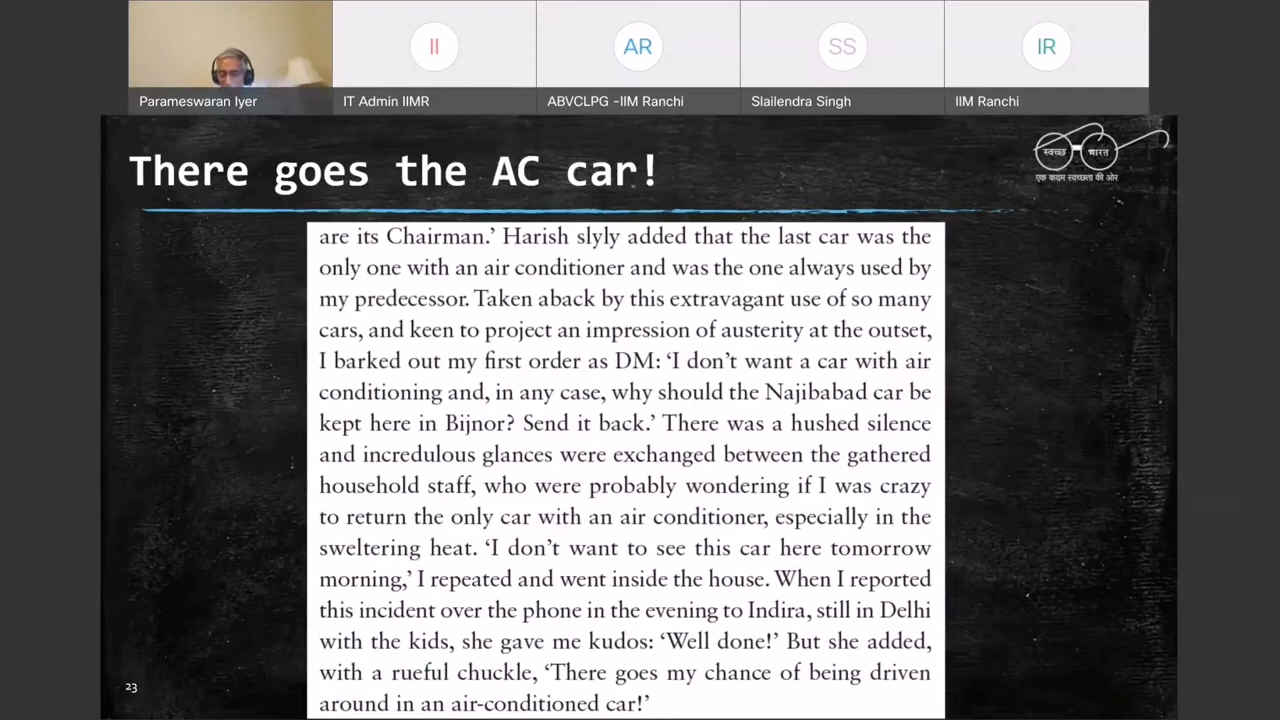 II
AR
SS
IR
Parameswaran Iyer
IT Admin IIMR
ABVCLPG -IIM Ranchi
Slailendra Singh
IIM Ranchi
There goes the AC car!
स्वच्छ भारत
एक कदम स्वच्छता की ओर
are its Chairman.’ Harish slyly added that the last car was the
only one with an air conditioner and was the one always used by
my predecessor. Taken aback by this extravagant use of so many
cars, and keen to project an impression of austerity at the outset,
I barked out my first order as DM: ‘I don’t want a car with air
conditioning and, in any case, why should the Najibabad car be
kept here in Bijnor? Send it back.’ There was a hushed silence
and incredulous glances were exchanged between the gathered
household staff, who were probably wondering if I was crazy
to return the only car with an air conditioner, especially in the
sweltering heat. ‘I don’t want to see this car here tomorrow
morning,’ I repeated and went inside the house. When I reported
this incident over the phone in the evening to Indira, still in Delhi
with the kids, she gave me kudos: ‘Well done!’ But she added,
with a rueful chuckle, ‘There goes my chance of being driven
around in an air-conditioned car!’
23